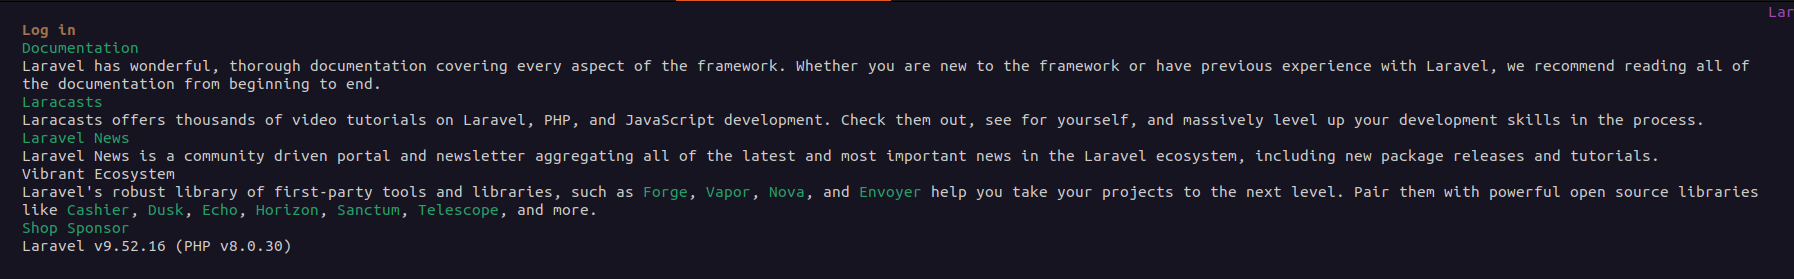 Lar
Log in
Documentation
Laravel has wonderful, thorough documentation covering every aspect of the framework. Whether you are new to the framework or have previous experience with Laravel, we recommend reading all of
the documentation from beginning to end.
Laracasts
Laracasts offers thousands of video tutorials on Laravel, PHP, and JavaScript development. Check them out, see for yourself, and massively level up your development skills in the process.
Laravel News
Laravel News is a community driven portal and newsletter aggregating all of the latest and most important news in the Laravel ecosystem, including new package releases and tutorials.
Vibrant Ecosystem
Laravel's robust library of first-party tools and libraries, such as Forge, Vapor, Nova, and Envoyer help you take your projects to the next level. Pair them with powerful open source libraries
like Cashier, Dusk, Echo, Horizon, Sanctum, Telescope, and more.
Shop Sponsor
Laravel v9.52.16 (PHP v8.0.30)